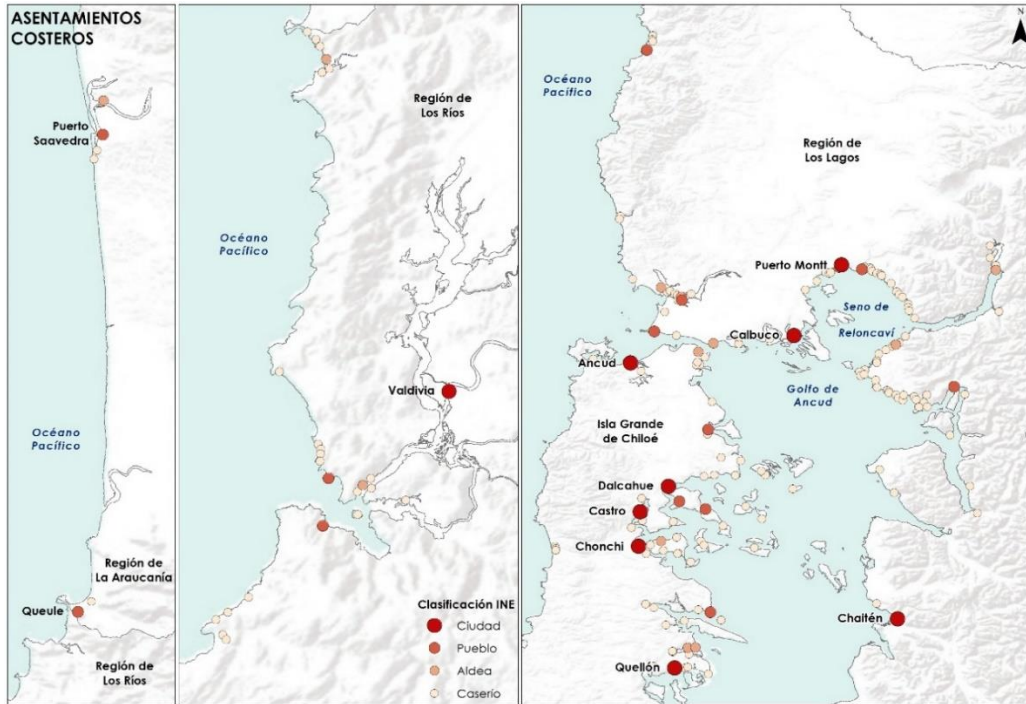 ASENTAMIENTOS
COSTEROS
Puerto
Saavedra
Océano
Pacífico
Región de
La Araucanía
Queule
Región de
Los Ríos
Región de
Los Ríos
Océano
Pacífico
Valdivia
Clasificación INE
Ciudad
Pueblo
Aldea
Caserío
N
Océano
Pacífico
Región de
Los Lagos
Puerto Montt
Seno de
Reloncaví
Calbuco
Ancud
Golfo de
Ancud
Isla Grande
de Chiloé
Dalcahue
Castro
Chonchi
Chaitén
Quellón